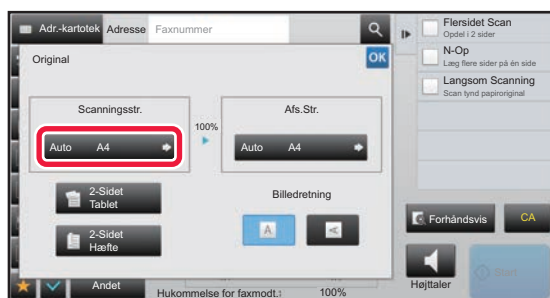 Adr.-kartotek Adresse Faxnummer
Original
OK
Scanningsstr.
Auto A4
100%
Afs.Str.
Auto A4
2-Sidet
Tablet
2-Sidet
Hæfte
Billedretning
A
A
Andet
Hukommelse for faxmodt.: 100%
Flersidet Scan
Opdel i 2 sider
N-Op
Læg flere sider på én side
Langsom Scanning
Scan tynd papiroriginal
Forhåndsvis
CA
Højttaler
Start